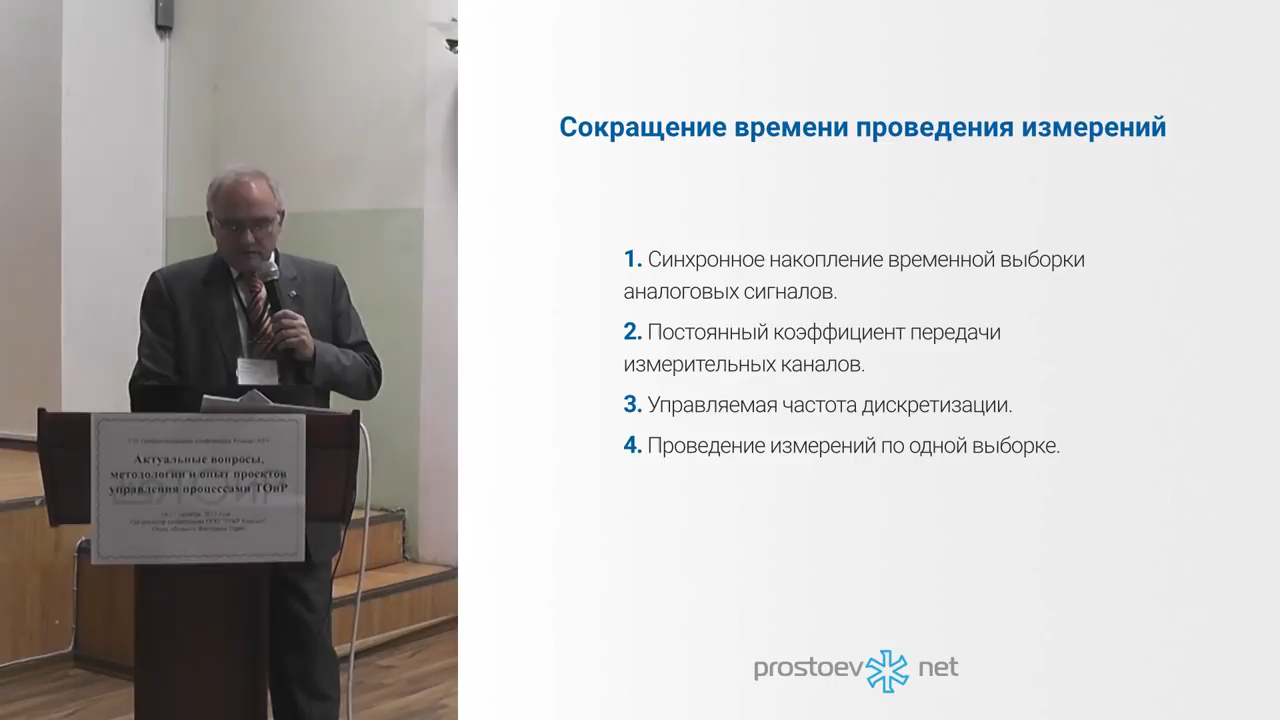 Актуальные вопросы,
методологии и опыт проектов
управления процессами ТОиР
Сокращение времени проведения измерений
1. Синхронное накопление временной выборки
аналоговых сигналов.
2. Постоянный коэффициент передачи
измерительных каналов.
3. Управляемая частота дискретизации.
4. Проведение измерений по одной выборке.
prostoev net